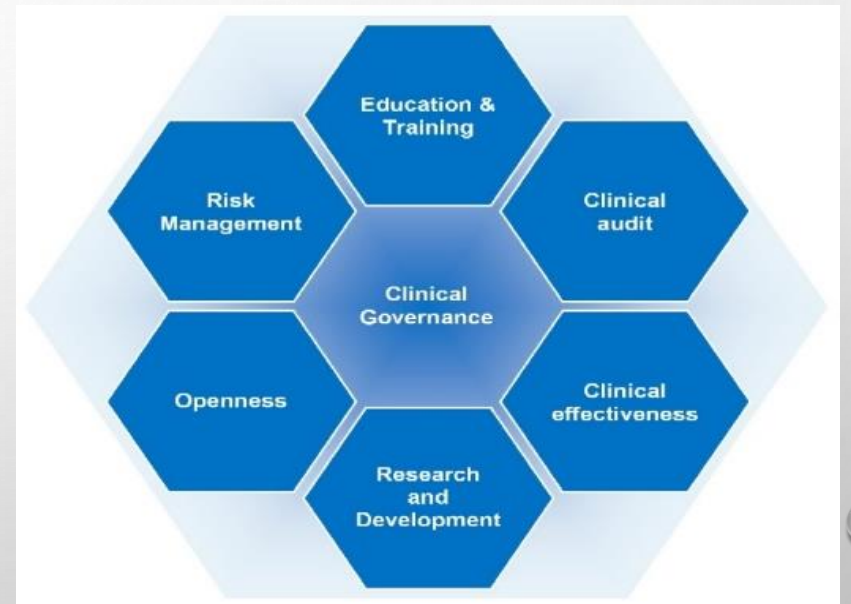 Education &
Training
Risk
Management
Clinical
audit
Clinical
Governance
Openness
Clinical
effectiveness
Research
and
Development